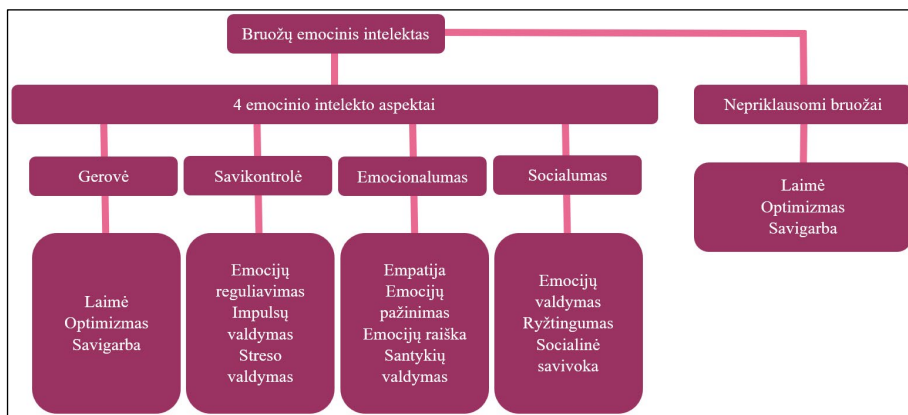 Bruožų emocinis intelektas
4 emocinio intelekto aspektai
Nepriklausomi bruožai
Gerovė
Savikontrolė
Emocionalumas
Socialumas
Laimė
Optimizmas
Savigarba
Laimė
Optimizmas
Savigarba
Emocijų
reguliavimas
Impulsų
valdymas
Streso
valdymas
Empatija
Emocijų
pažinimas
Emocijų raiška
Santykių
valdymas
Emocijų
valdymas
Ryžtingumas
Socialinė
savivoka